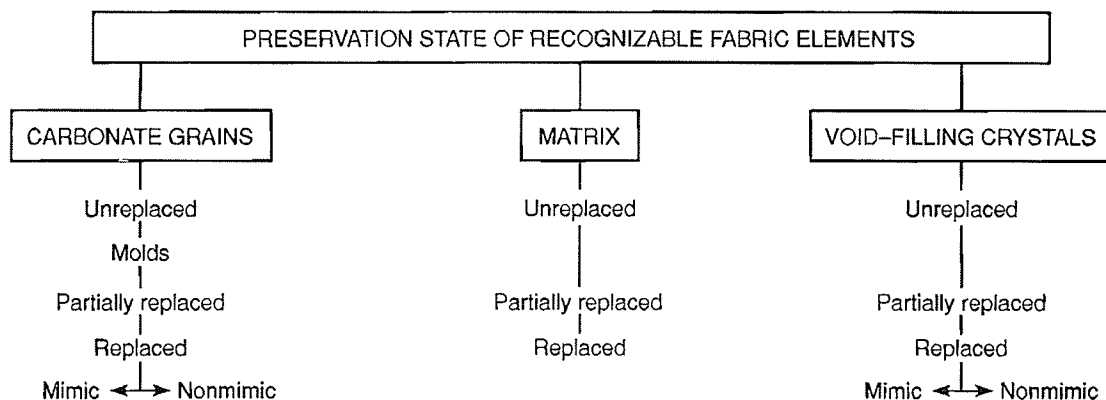 PRESERVATION STATE OF RECOGNIZABLE FABRIC ELEMENTS
CARBONATE GRAINS
MATRIX
VOID–FILLING CRYSTALS
Unreplaced
Unreplaced
Unreplaced
Molds
Partially replaced
Partially replaced
Partially replaced
Replaced
Replaced
Replaced
Mimic
Nonmimic
Mimic
Nonmimic